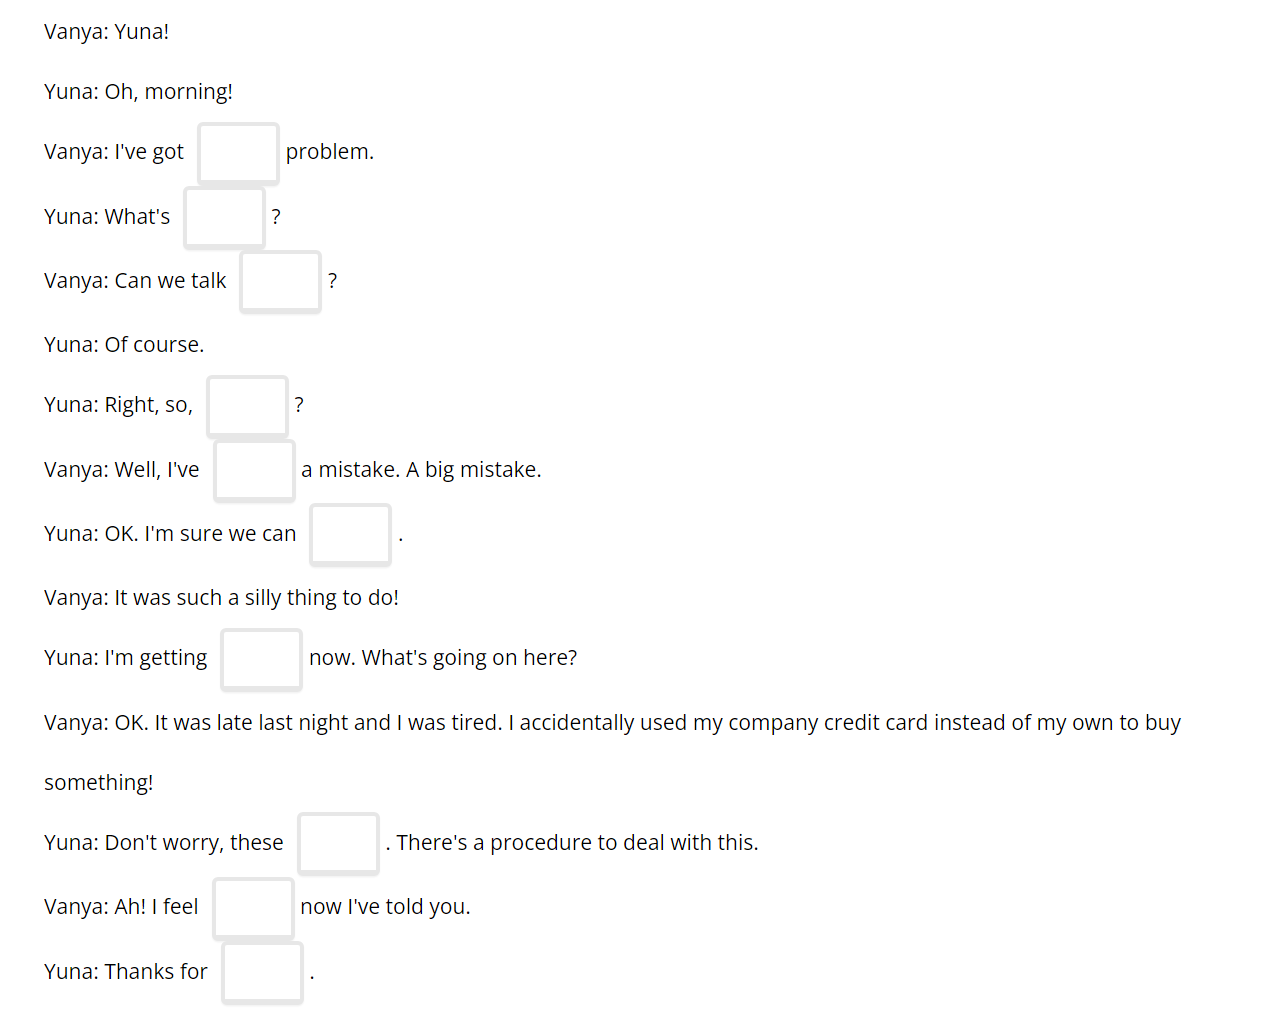 Vanya: Yuna!
Yuna: Oh, morning!
Vanya: I've got problem.
Yuna: What's ?
Vanya: Can we talk ?
Yuna: Of course.
Yuna: Right, so, ?
Vanya: Well, I've a mistake. A big mistake.
Yuna: OK. I'm sure we can .
Vanya: It was such a silly thing to do!
Yuna: I'm getting now. What's going on here?
Vanya: OK. It was late last night and I was tired. I accidentally used my company credit card instead of my own to buy
something!
Yuna: Don't worry, these . There's a procedure to deal with this.
Vanya: Ah! I feel now I've told you.
Yuna: Thanks for .